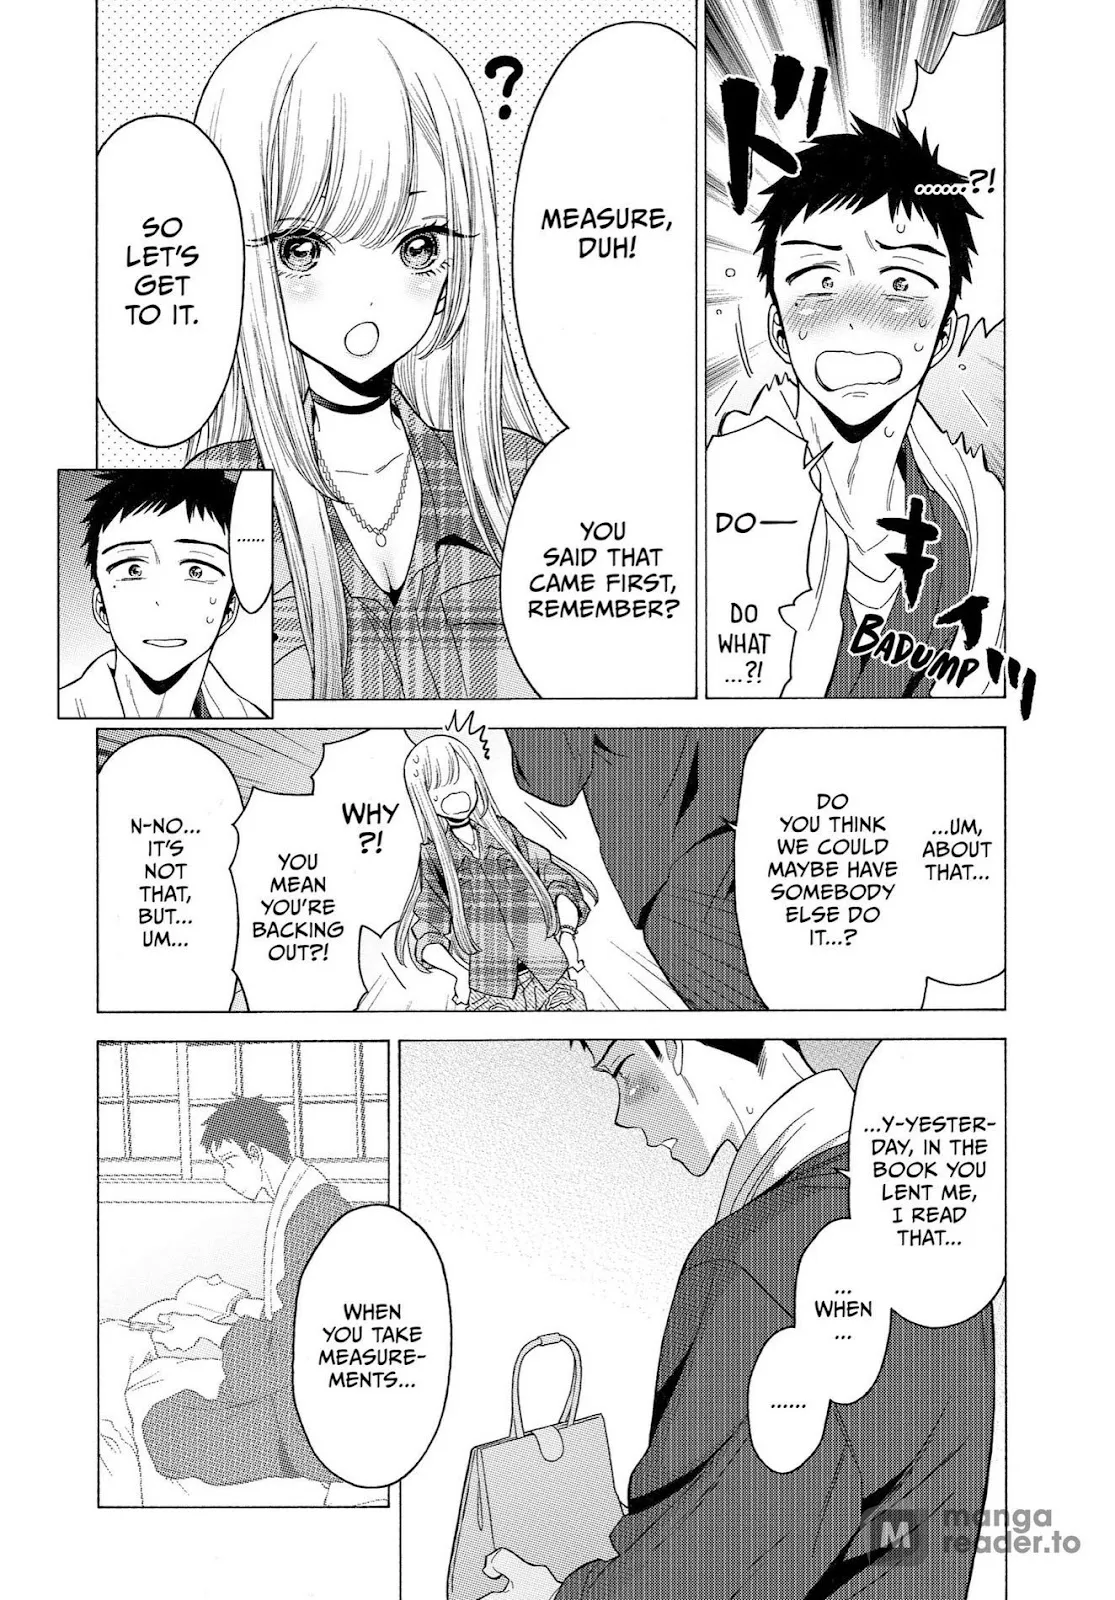 ......?!
DO—
DO
WHAT
...?!
ドドキィッ
BADUMP
?
MEASURE,
DUH!
YOU
SAID THAT
CAME FIRST,
REMEMBER?
SO
LET'S
GET
TO IT.
......
...UM,
ABOUT
THAT...
DO
YOU THINK
WE COULD
MAYBE HAVE
SOMEBODY
ELSE DO
IT...?
WHY
?!
YOU
MEAN
YOU'RE
BACKING
OUT?!
N-NO...
IT'S
NOT
THAT,
BUT...
UM...
...Y-YESTER-
DAY, IN THE
BOOK YOU
LENT ME,
I READ
THAT...
...
WHEN
...
......
WHEN
YOU TAKE
MEASURE-
MENTS...
M
manga
reader.to